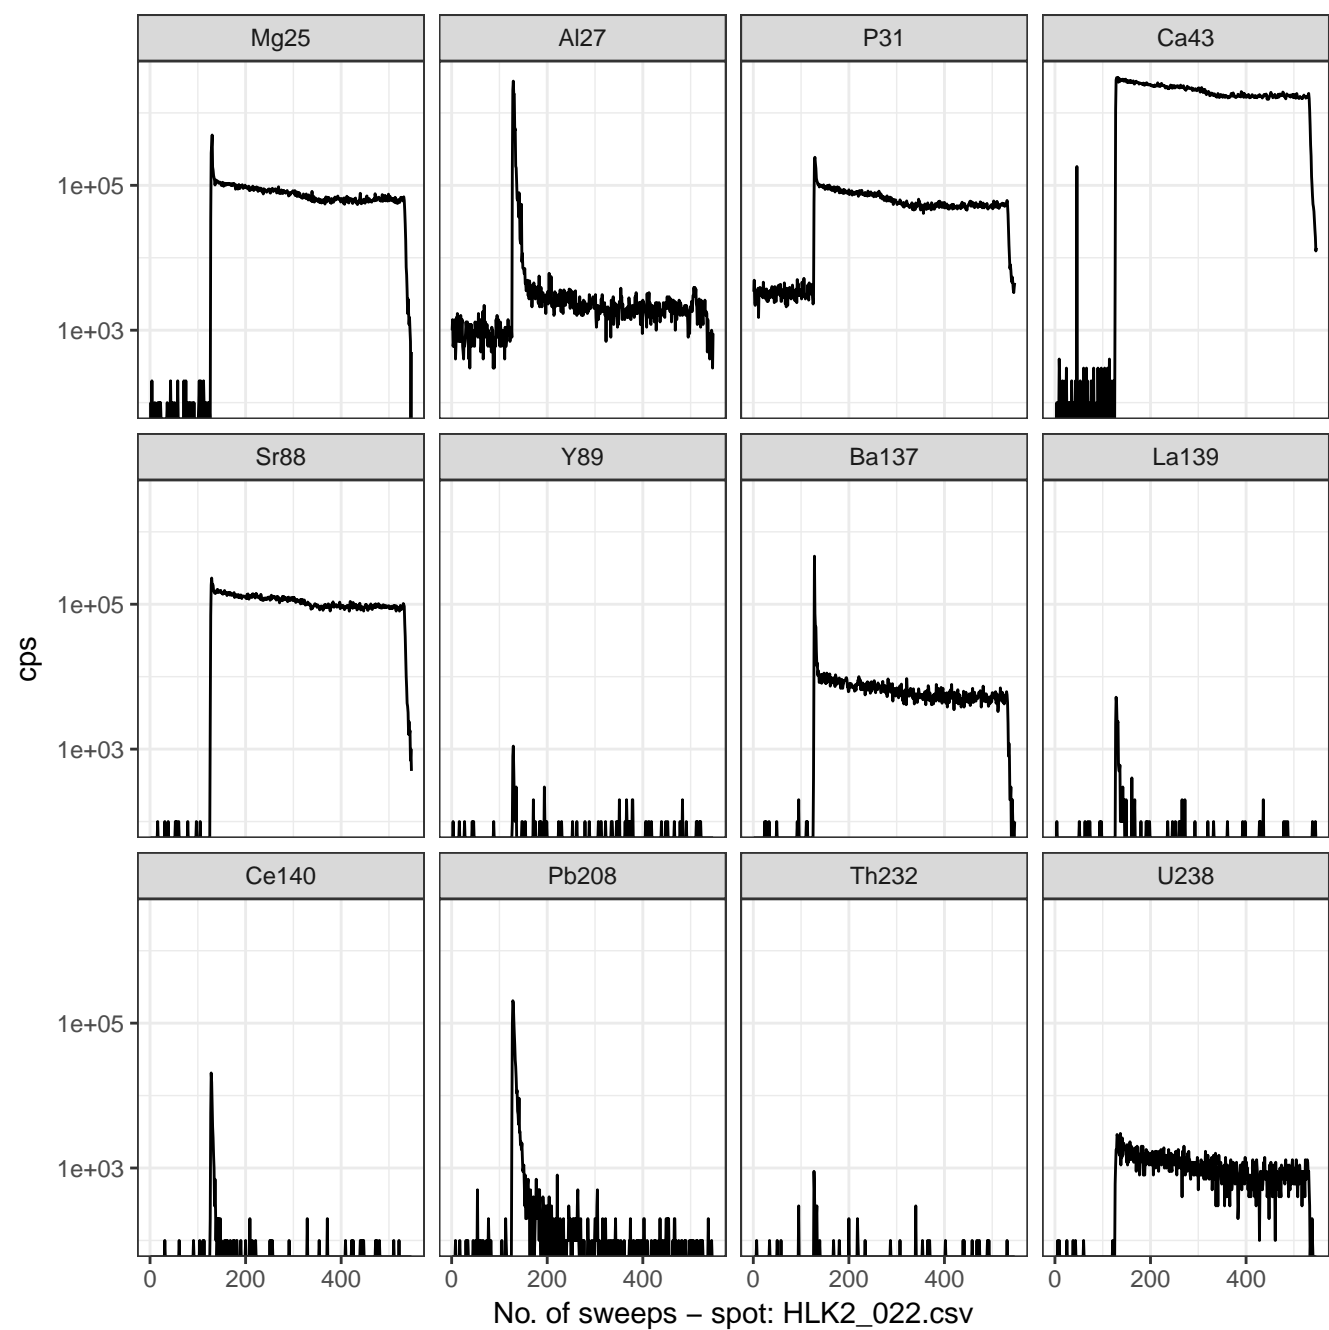 Mg25 Al27 P31 Ca43
1e+05
1e+03
Sr88 Y89 Ba137 La139
1e+05
1e+03
cps
Ce140 Pb208 Th232 U238
1e+05
1e+03
0 200 400 0 200 400 0 200 400 0 200 400
No. of sweeps − spot: HLK2_022.csv